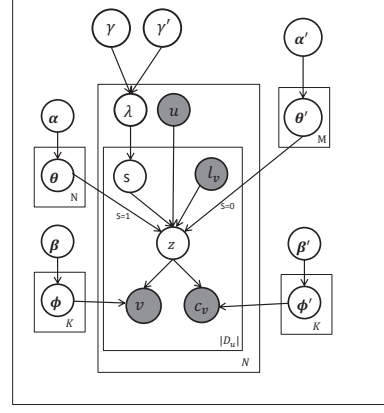 γ γ′
α′
λ u
θ′
M
α
s l_v
θ
N
S=1 S=0
z
β β′
ϕ
K
v c_v
ϕ′
K
|D_u|
N